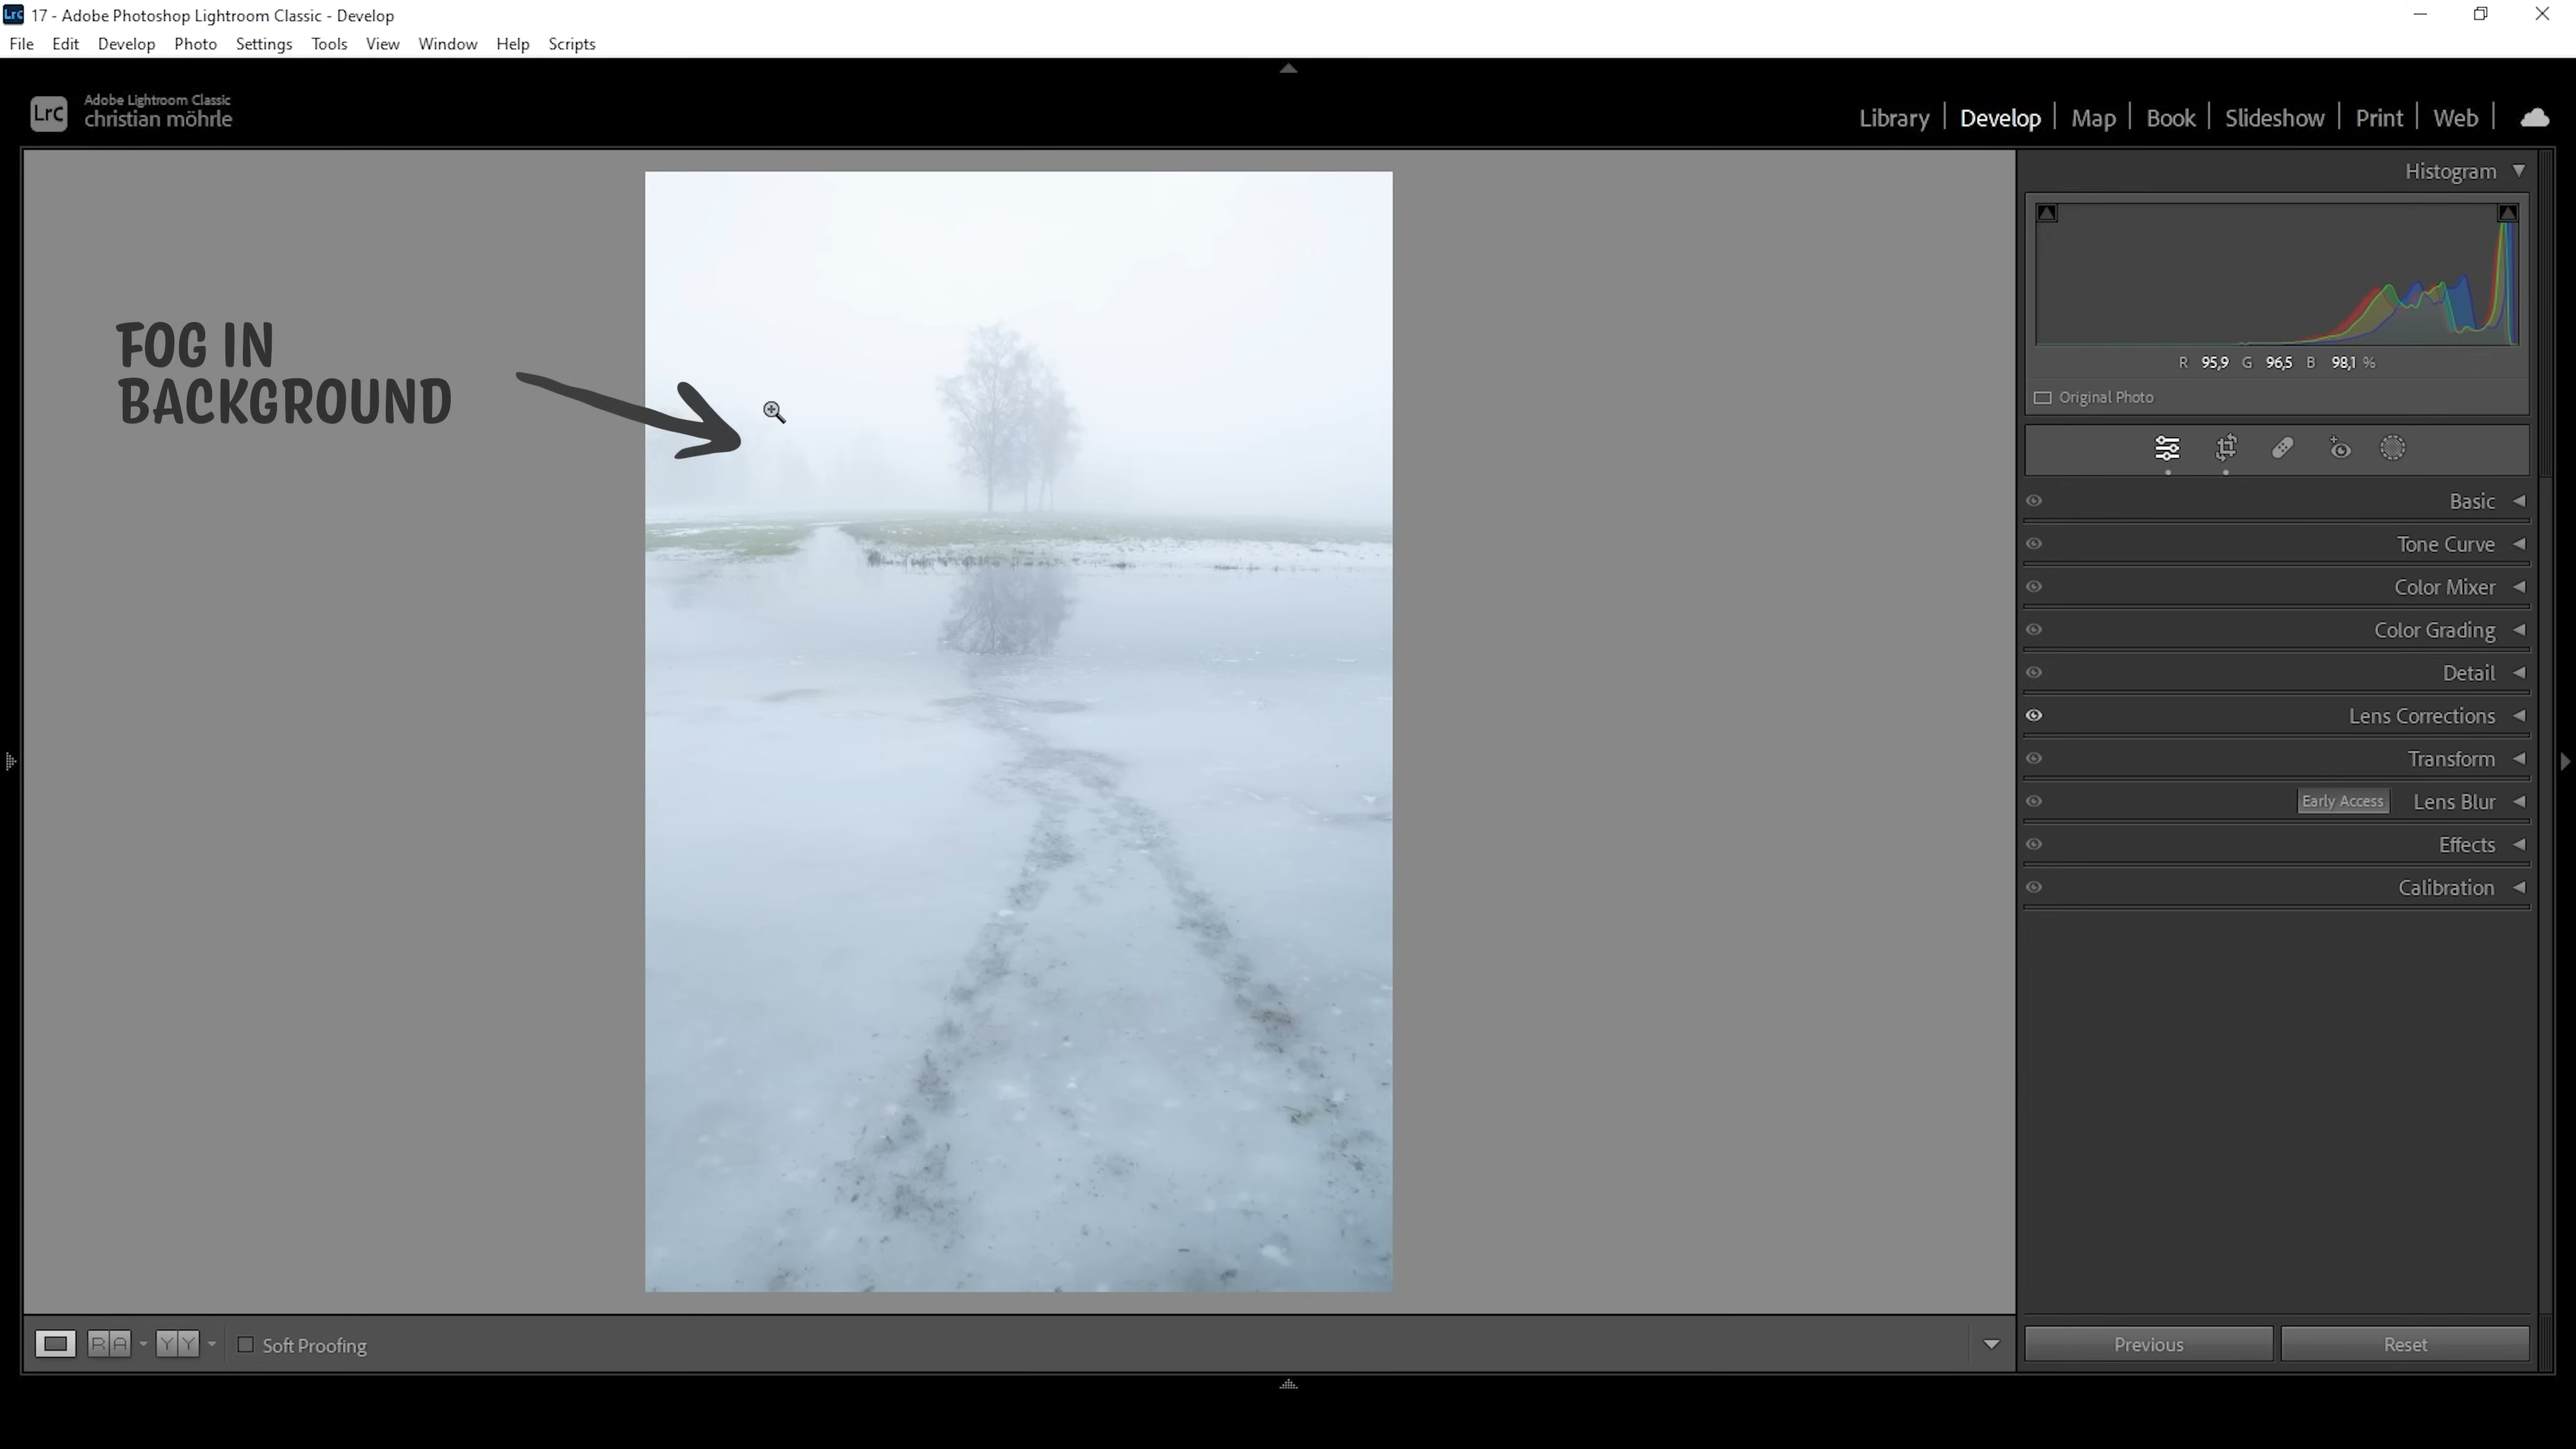 Lrc 17 - Adobe Photoshop Lightroom Classic - Develop
File Edit Develop Photo Settings Tools View Window Help Scripts
Lrc Adobe Lightroom Classic
christian möhrle
Library | Develop | Map | Book | Slideshow | Print | Web |
Histogram
R 95,9 G 96,5 B 98,1 %
Original Photo
FOG IN
BACKGROUND
Basic
Tone Curve
Color Mixer
Color Grading
Detail
Lens Corrections
Transform
Early Access Lens Blur
Effects
Calibration
R A Y Y Soft Proofing
Previous Reset